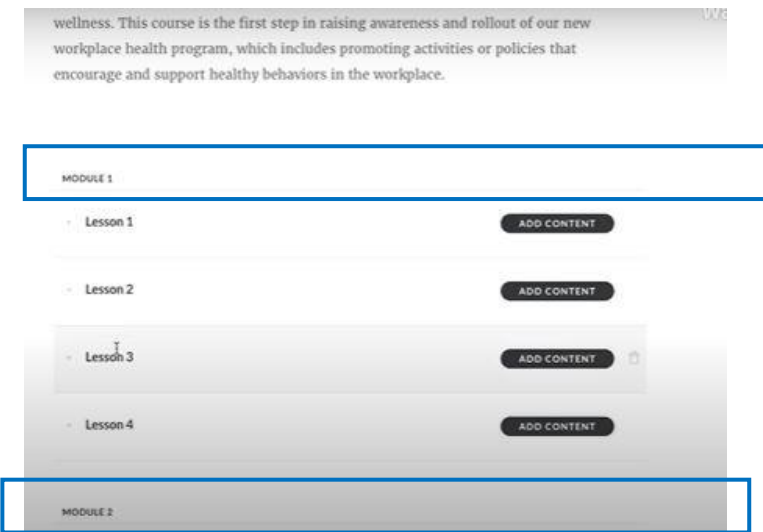 wellness. This course is the first step in raising awareness and rollout of our new
workplace health program, which includes promoting activities or policies that
encourage and support healthy behaviors in the workplace.
MODULE 1
Lesson 1 ADD CONTENT
Lesson 2 ADD CONTENT
Lesson 3 ADD CONTENT
Lesson 4 ADD CONTENT
MODULE 2